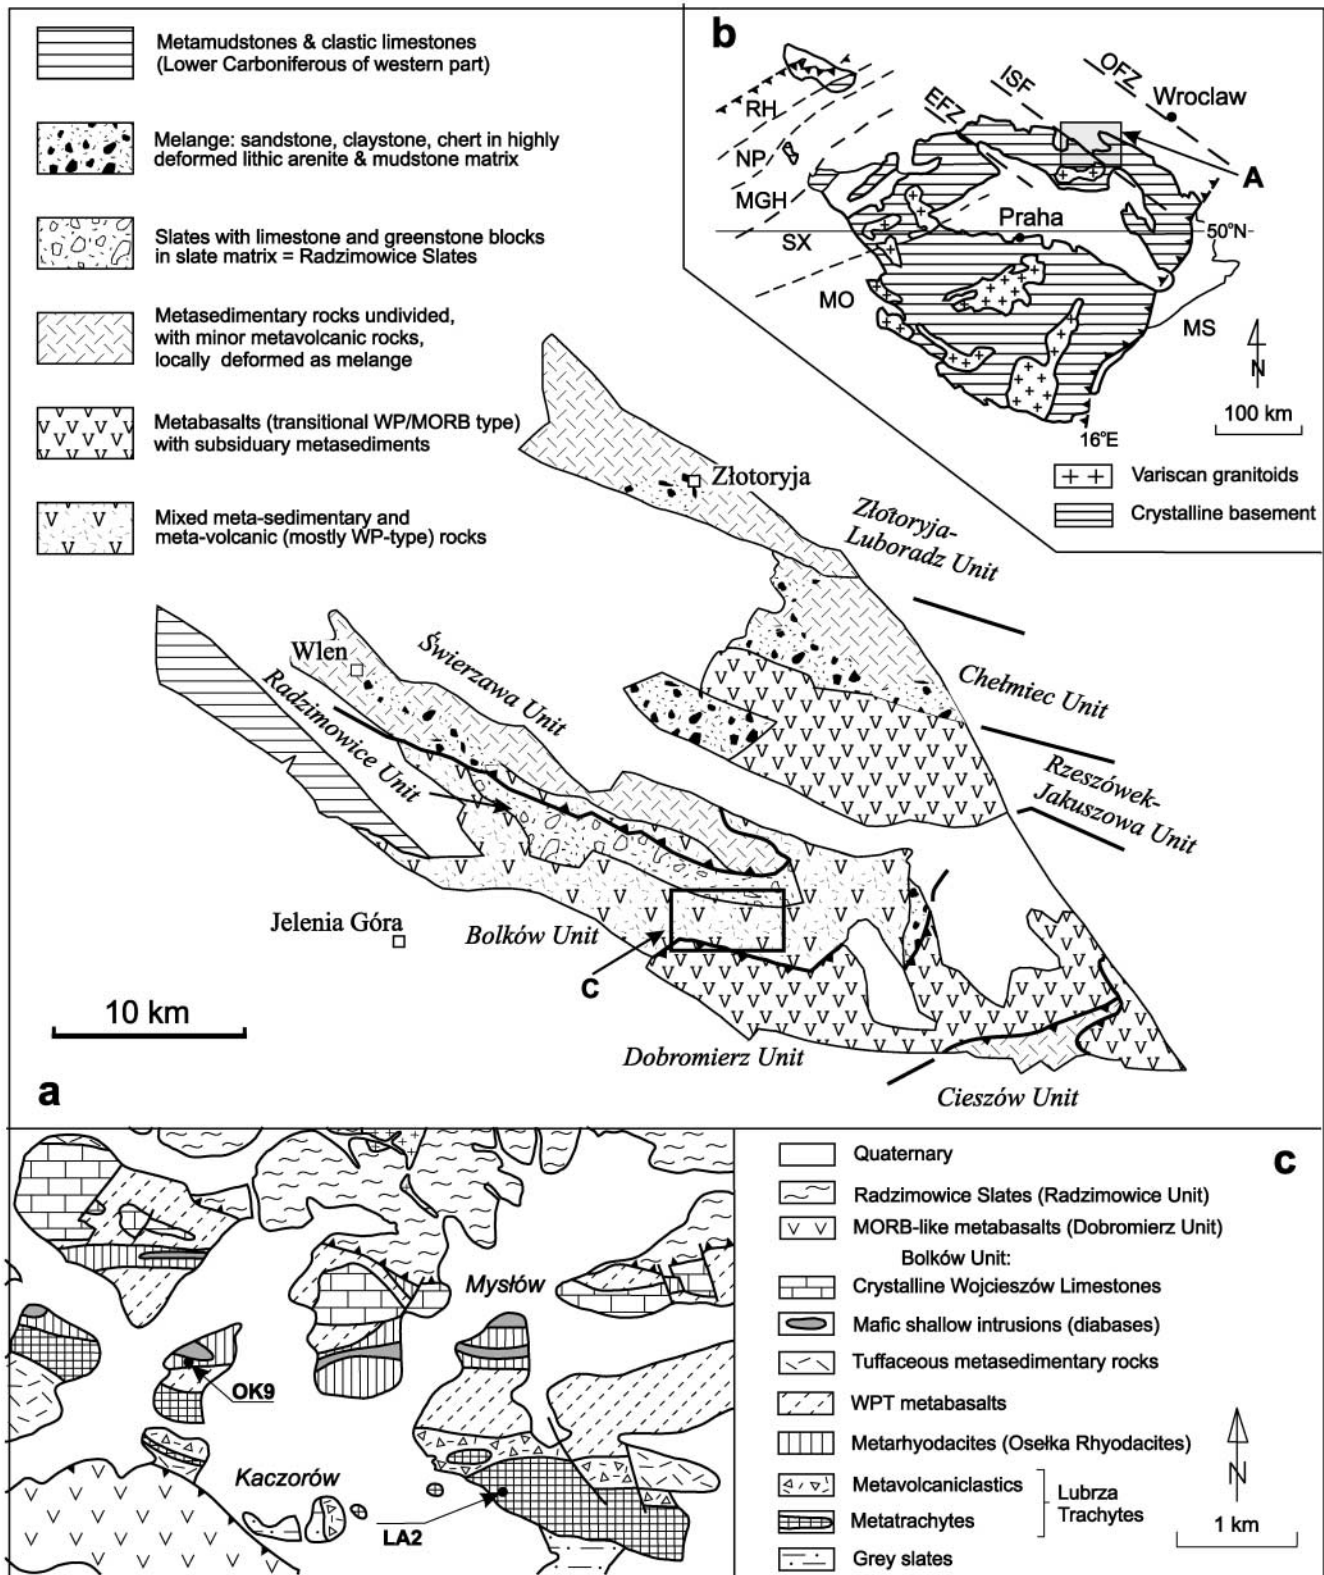 Metamudstones & clastic limestones
(Lower Carboniferous of western part)
Melange: sandstone, claystone, chert in highly
deformed lithic arenite & mudstone matrix
Slates with limestone and greenstone blocks
in slate matrix = Radzimowice Slates
Metasedimentary rocks undivided,
with minor metavolcanic rocks,
locally deformed as melange
Metabasalts (transitional WP/MORB type)
with subsiduary metasediments
Mixed meta-sedimentary and
meta-volcanic (mostly WP-type) rocks
b
RH
NP
MGH
SX
MO
EFZ
ISF
OFZ
Wroclaw
A
Praha
50°N
MS
N
16°E
100 km
Variscan granitoids
Crystalline basement
Złotoryja
Złotoryja-
Luboradz Unit
Chełmiec Unit
Rzeszówek-
Jakuszowa Unit
Wlen
Świerzawa Unit
Radzimowice Unit
Jelenia Góra
Bolków Unit
C
10 km
Dobromierz Unit
Cieszów Unit
a
Mysłów
OK9
Kaczorów
LA2
c
Quaternary
Radzimowice Slates (Radzimowice Unit)
MORB-like metabasalts (Dobromierz Unit)
Bolków Unit:
Crystalline Wojcieszów Limestones
Mafic shallow intrusions (diabases)
Tuffaceous metasedimentary rocks
WPT metabasalts
Metarhyodacites (Osełka Rhyodacites)
Metavolcaniclastics
Metatrachytes
Lubrza
Trachytes
Grey slates
N
1 km